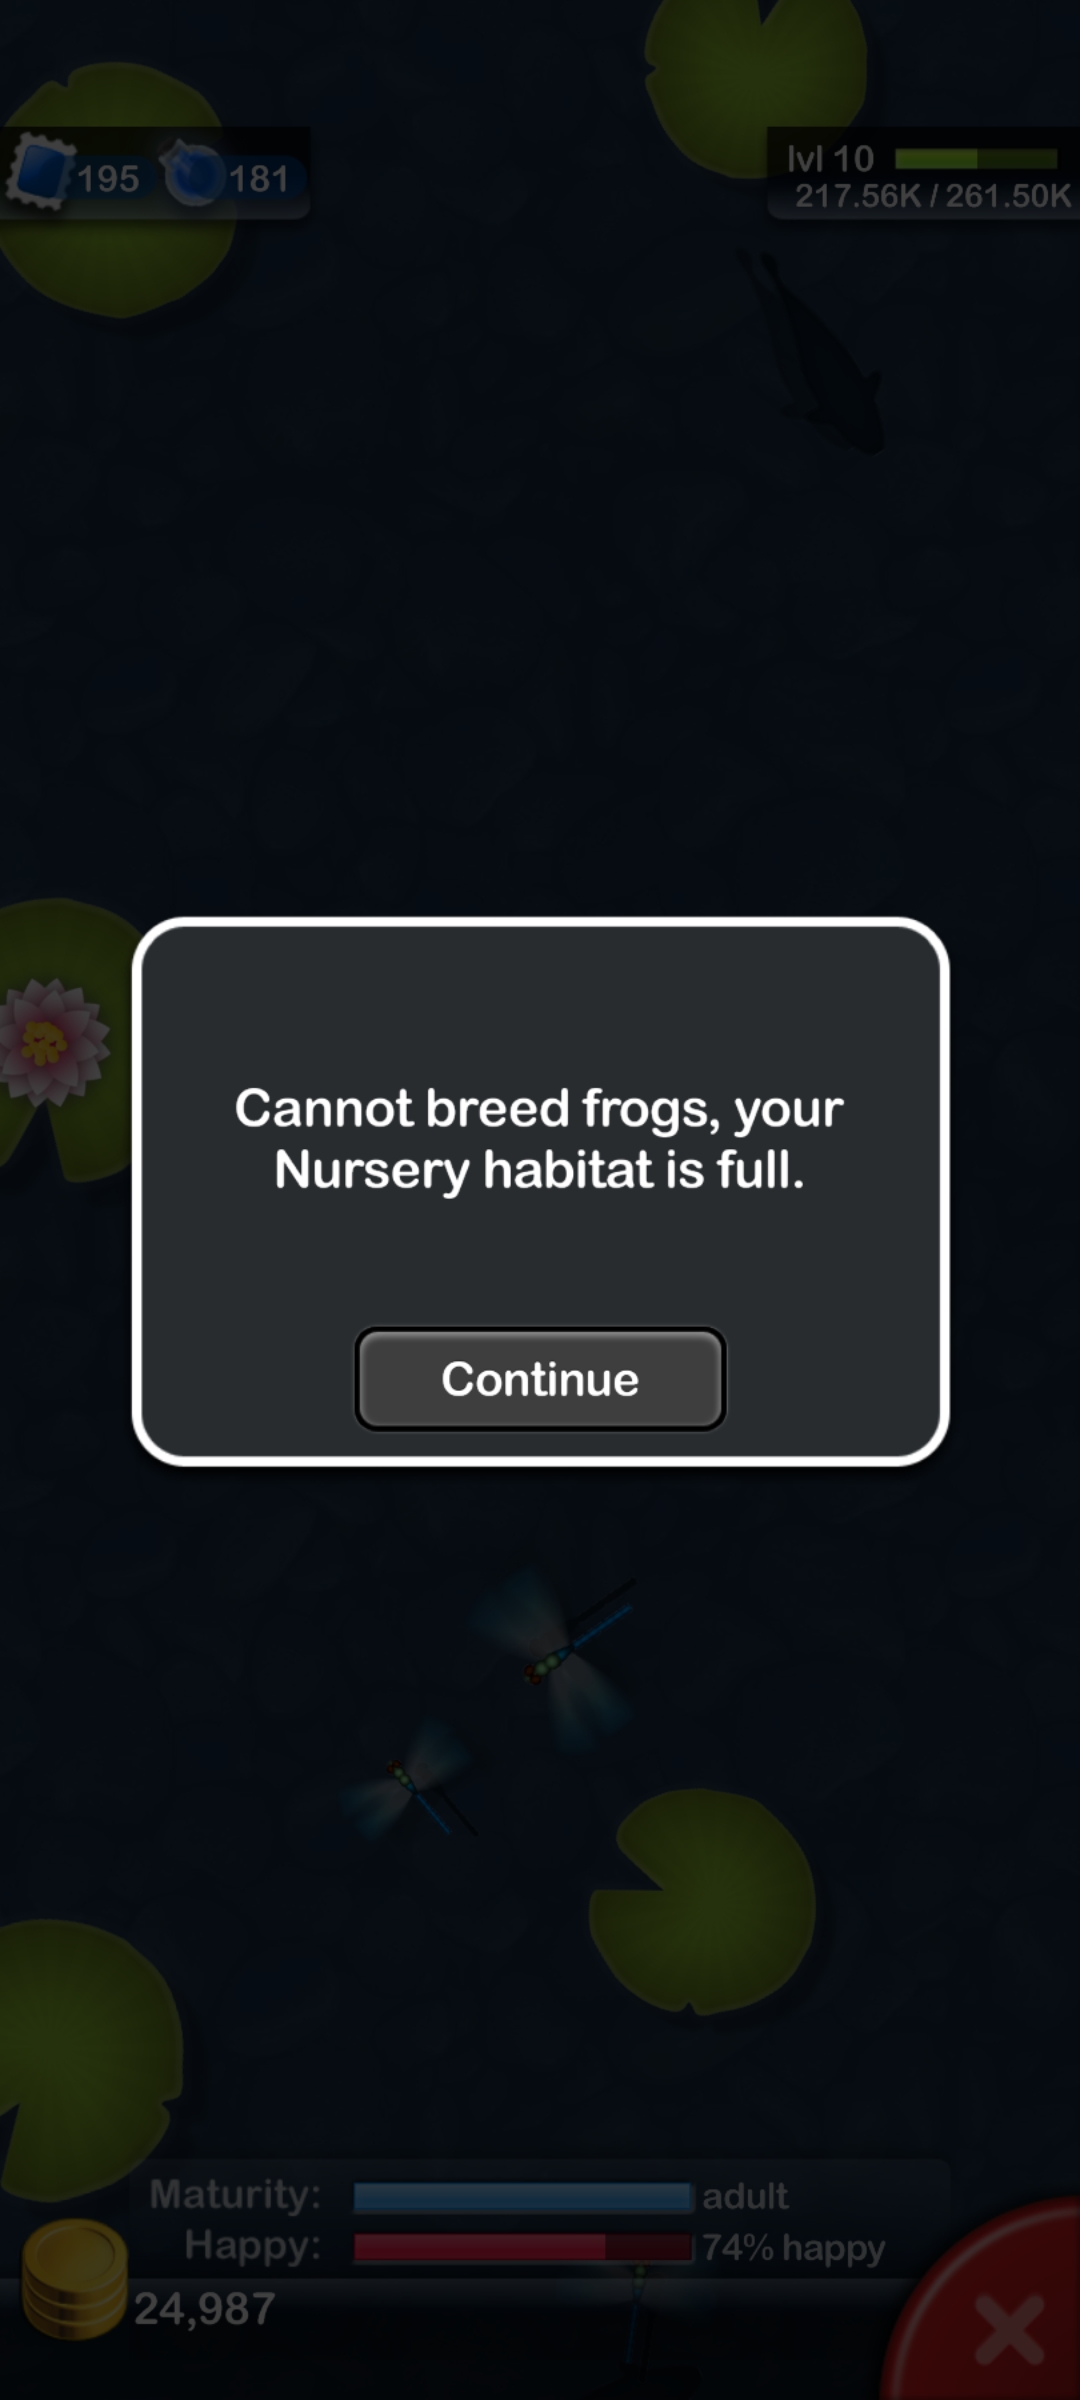 195 181
lvl 10
217.56K / 261.50K
Cannot breed frogs, your
Nursery habitat is full.
Continue
Maturity: adult
Happy: 74% happy
24,987